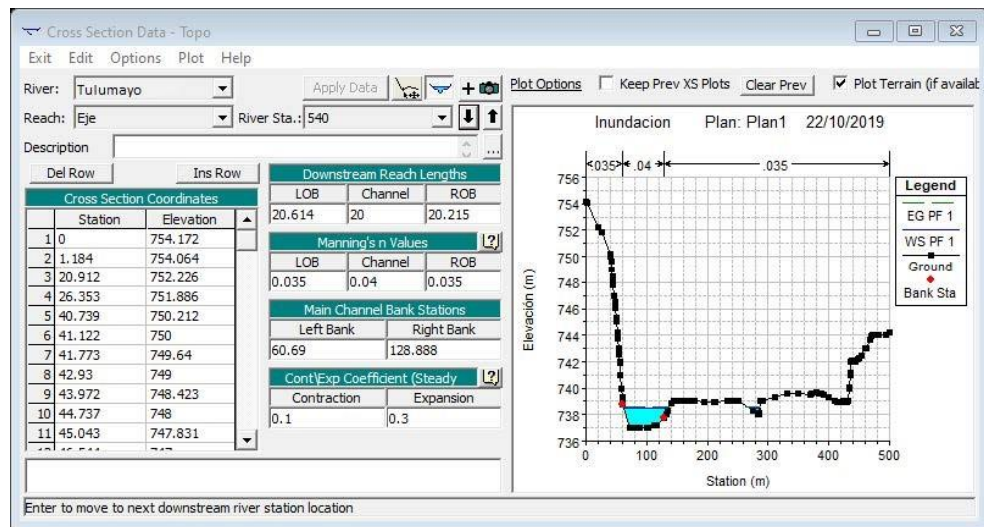 Cross Section Data - Topo
Exit Edit Options Plot Help
River: Tulumayo Apply Data
Reach: Eje River Sta.: 540
Description ...
Del Row Ins Row
Cross Section Coordinates
Station Elevation
1 0 754.172
2 1.184 754.064
3 20.912 752.226
4 26.353 751.886
5 40.739 750.212
6 41.122 750
7 41.773 749.64
8 42.93 749
9 43.972 748.423
10 44.737 748
11 45.043 747.831
Downstream Reach Lengths
LOB Channel ROB
20.614 20 20.215
Manning's n Values
LOB Channel ROB
0.035 0.04 0.035
Main Channel Bank Stations
Left Bank Right Bank
60.69 128.888
Cont\Exp Coefficient (Steady
Contraction Expansion
0.1 0.3
Plot Options Keep Prev XS Plots Clear Prev Plot Terrain (if availab
Inundacion Plan: Plan1 22/10/2019
.035 .04 .035
756
754
752
750
748
746
744
742
740
738
736
Elevación (m)
0 100 200 300 400 500
Station (m)
Legend
EG PF 1
WS PF 1
Ground
Bank Sta
Enter to move to next downstream river station location